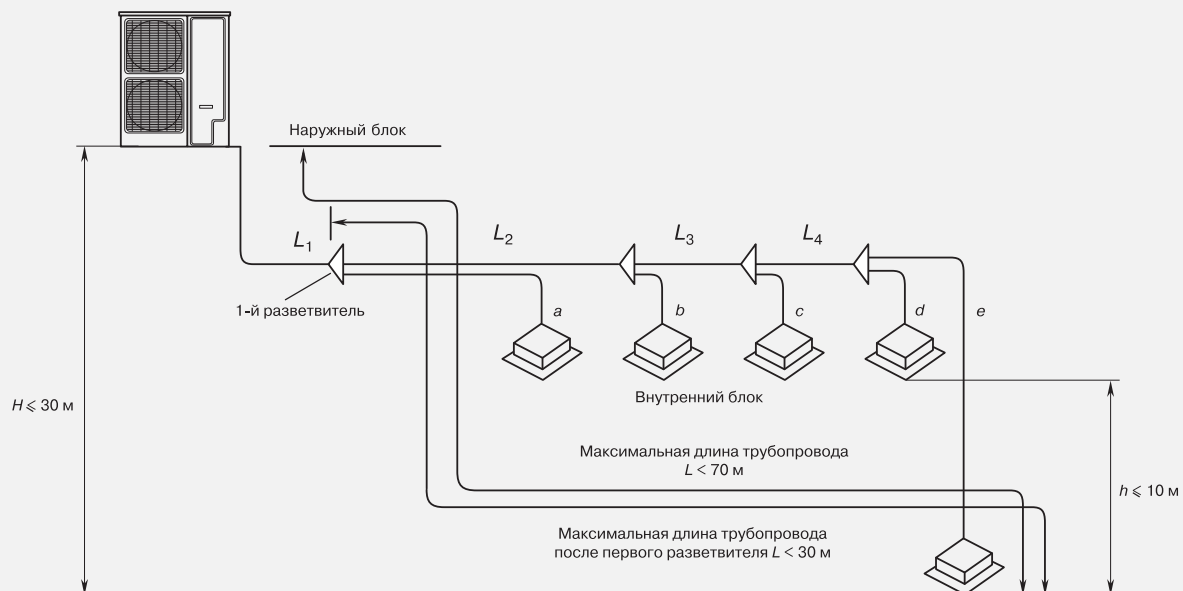 Наружный блок
L₁
L₂
L₃
L₄
1-й разветвитель
a
b
c
d
e
Внутренний блок
H ⩽ 30 м
Максимальная длина трубопровода
L < 70 м
h ⩽ 10 м
Максимальная длина трубопровода
после первого разветвителя L < 30 м